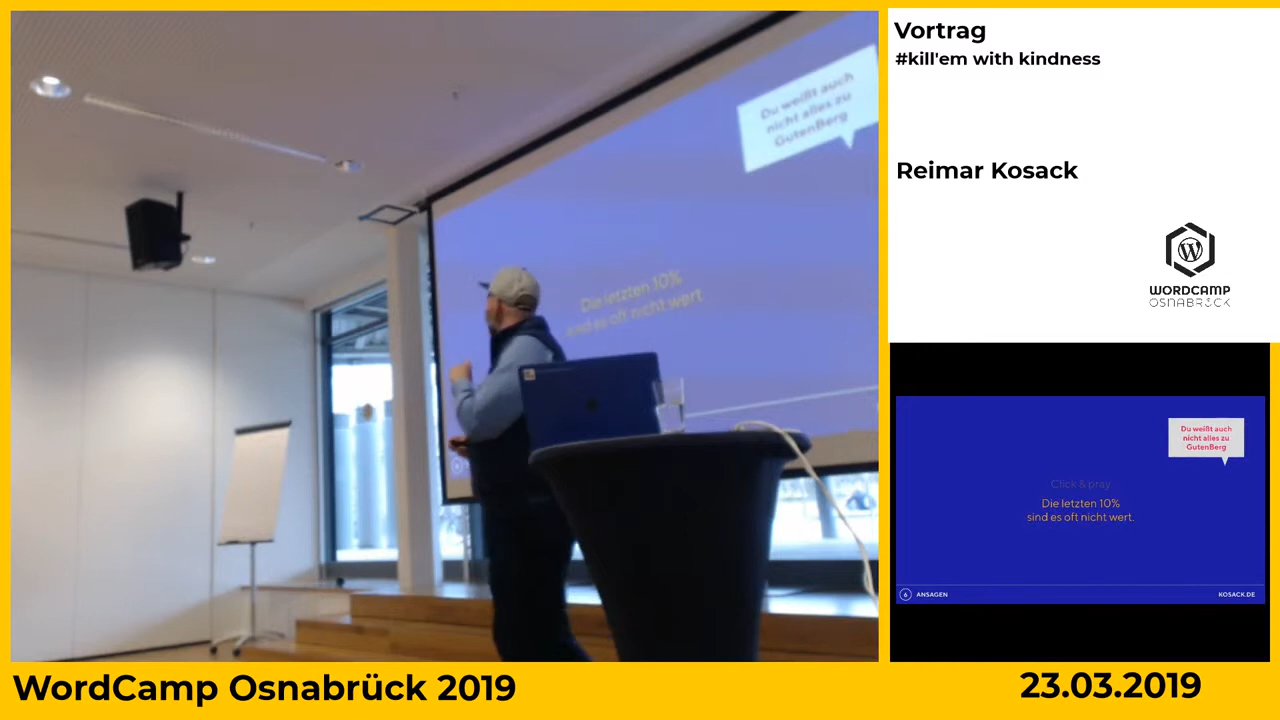 Vortrag
#kill'em with kindness
Reimar Kosack
WORDCAMP
OSNABRÜCK
Du weißt auch
nicht alles zu
GutenBerg
Die letzten 10%
sind es oft nicht wert
Du weißt auch
nicht alles zu
GutenBerg
Click & pray
Die letzten 10%
sind es oft nicht wert.
6 ANSAGEN
KOSACK.DE
WordCamp Osnabrück 2019
23.03.2019